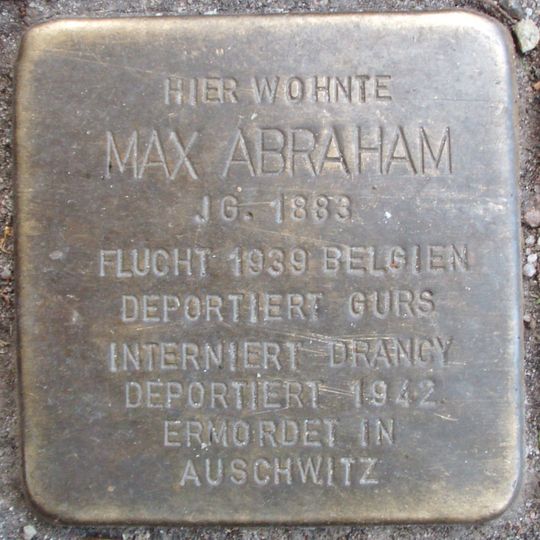 HIER WOHNTE
MAX ABRAHAM
JG. 1883
FLUCHT 1939 BELGIEN
DEPORTIERT GURS
INTERNIERT DRANCY
DEPORTIERT 1942
ERMORDET IN
AUSCHWITZ